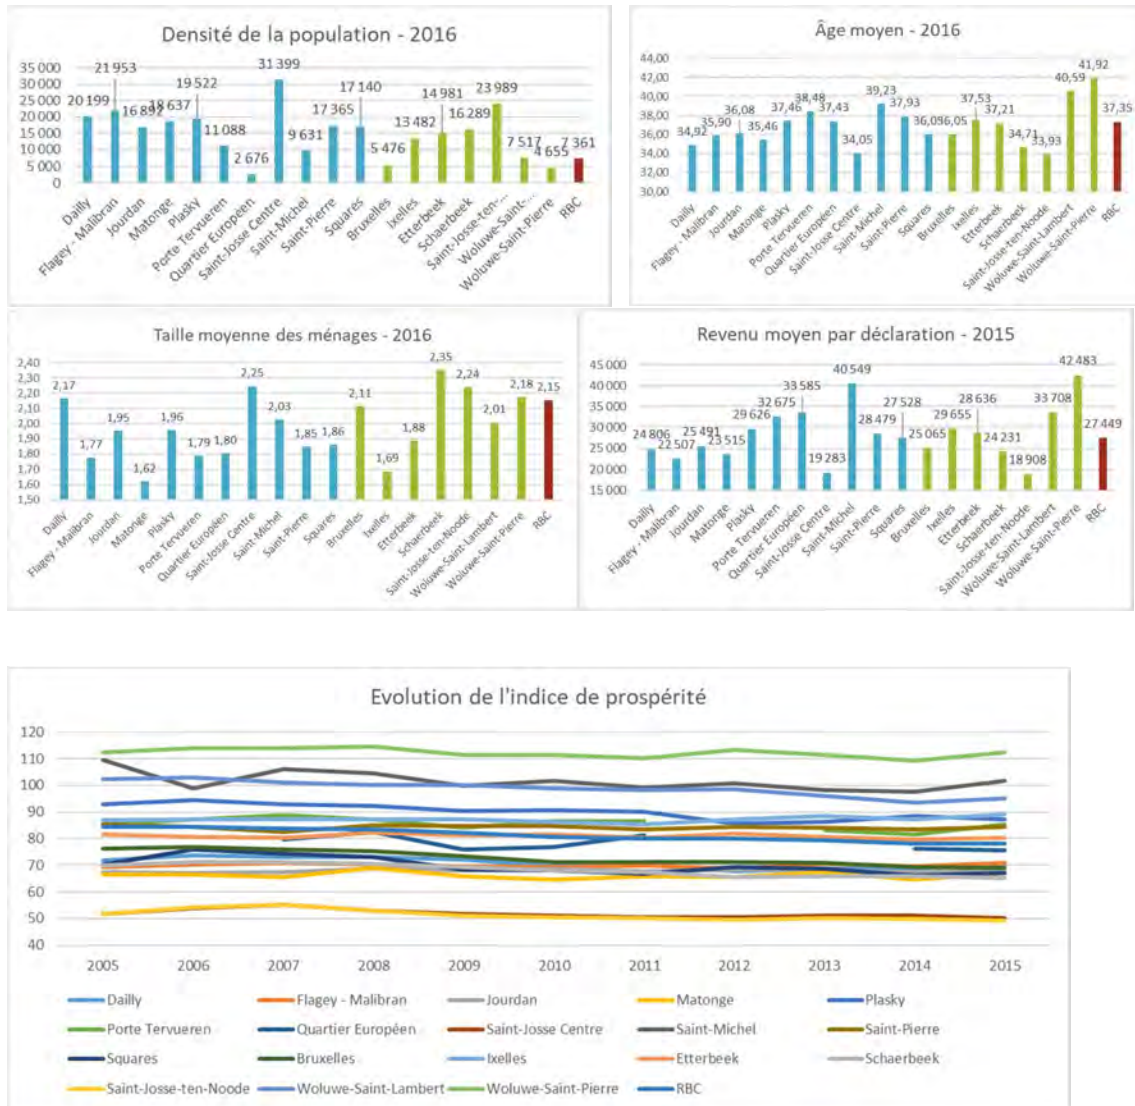 Densité de la population - 2016
35 000
30 000
25 000
20 000
15 000
10 000
5 000
0
20 199
21 953
16 892
18 637
19 522
11 088
2 676
31 399
9 631
17 365
17 140
5 476
13 482
14 981
16 289
23 989
7 517
4 655
7 361
Dailly
Flagey - Malibran
Jourdan
Matonge
Plasky
Porte Tervueren
Quartier Européen
Saint-Josse Centre
Saint-Michel
Saint-Pierre
Squares
Bruxelles
Ixelles
Etterbeek
Schaerbeek
Saint-Josse-ten-...
Woluwe-Saint-...
Woluwe-Saint-Pierre
RBC
Âge moyen - 2016
44,00
42,00
40,00
38,00
36,00
34,00
32,00
30,00
34,92
35,90
36,08
35,46
37,46
38,48
37,43
34,05
39,23
37,93
36,05
36,05
37,53
37,21
34,71
33,93
40,59
41,92
37,35
Dailly
Flagey - Malibran
Jourdan
Matonge
Plasky
Porte Tervueren
Quartier Européen
Saint-Josse Centre
Saint-Michel
Saint-Pierre
Squares
Bruxelles
Ixelles
Etterbeek
Schaerbeek
Saint-Josse-ten-Noode
Woluwe-Saint-Lambert
Woluwe-Saint-Pierre
RBC
Taille moyenne des ménages - 2016
2,40
2,30
2,20
2,10
2,00
1,90
1,80
1,70
1,60
1,50
2,17
1,77
1,95
1,62
1,96
1,79
1,80
2,25
2,03
1,85
1,86
2,11
1,69
1,88
2,35
2,24
2,01
2,18
2,15
Dailly
Flagey - Malibran
Jourdan
Matonge
Plasky
Porte Tervueren
Quartier Européen
Saint-Josse Centre
Saint-Michel
Saint-Pierre
Squares
Bruxelles
Ixelles
Etterbeek
Schaerbeek
Saint-Josse-ten-Noode
Woluwe-Saint-Lambert
Woluwe-Saint-Pierre
RBC
Revenu moyen par déclaration - 2015
45 000
40 000
35 000
30 000
25 000
20 000
15 000
24 806
22 507
25 491
23 515
29 626
32 675
33 585
19 283
40 549
28 479
27 528
25 065
29 655
28 636
24 231
18 908
33 708
42 483
27 449
Dailly
Flagey - Malibran
Jourdan
Matonge
Plasky
Porte Tervueren
Quartier Européen
Saint-Josse Centre
Saint-Michel
Saint-Pierre
Squares
Bruxelles
Ixelles
Etterbeek
Schaerbeek
Saint-Josse-ten-Noode
Woluwe-Saint-Lambert
Woluwe-Saint-Pierre
RBC
Evolution de l'indice de prospérité
120
110
100
90
80
70
60
50
40
2005 2006 2007 2008 2009 2010 2011 2012 2013 2014 2015
Dailly Flagey - Malibran Jourdan Matonge Plasky
Porte Tervueren Quartier Européen Saint-Josse Centre Saint-Michel Saint-Pierre
Squares Bruxelles Ixelles Etterbeek Schaerbeek
Saint-Josse-ten-Noode Woluwe-Saint-Lambert Woluwe-Saint-Pierre RBC